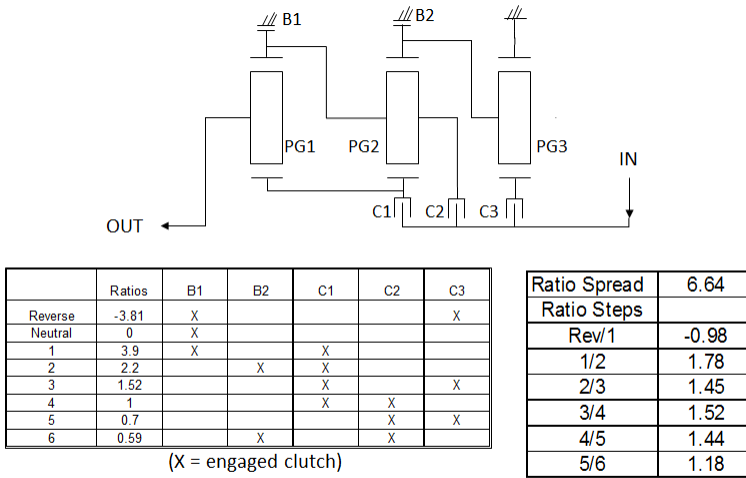 B1
B2
PG1
PG2
PG3
IN
C1
C2
C3
OUT
Ratios B1 B2 C1 C2 C3
Reverse -3.81 X X
Neutral 0 X
1 3.9 X X
2 2.2 X X
3 1.52 X X
4 1 X X
5 0.7 X X
6 0.59 X X
(X = engaged clutch)
Ratio Spread 6.64
Ratio Steps
Rev/1 -0.98
1/2 1.78
2/3 1.45
3/4 1.52
4/5 1.44
5/6 1.18